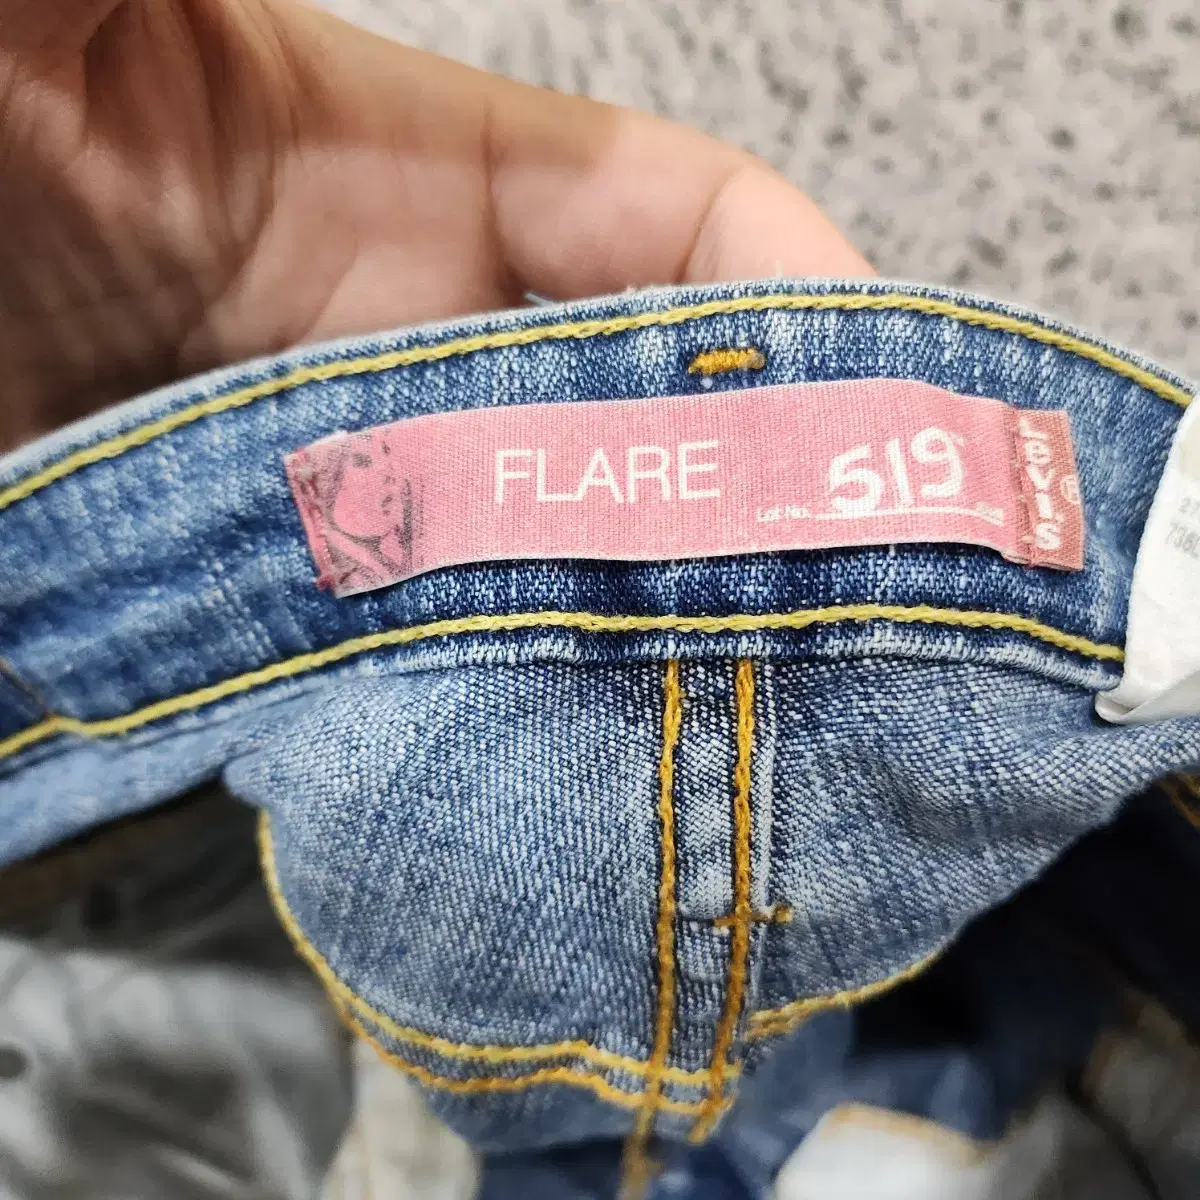 FLARE
Lot No. 519
LEVI'S